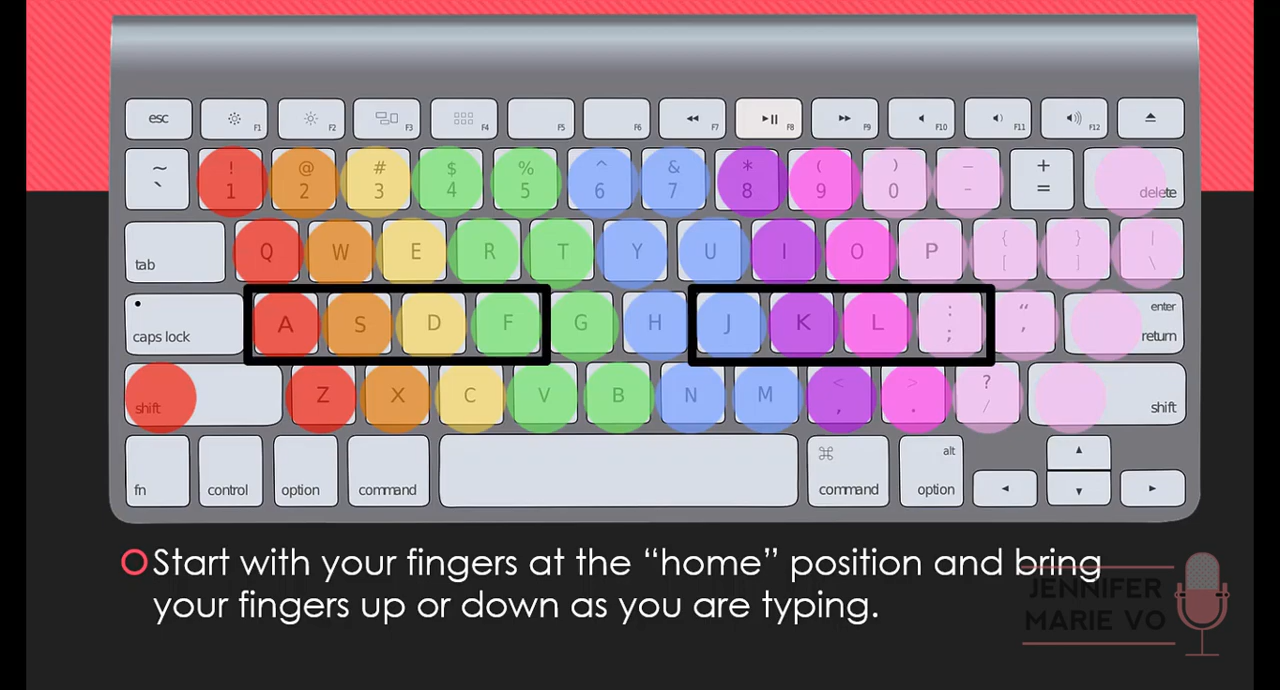 esc F1 F2 F3 F4 F5 F6 F7 F8 F9 F10 F11 F12
~ ! @ # $ % ^ & * ( ) – +
` 1 2 3 4 5 6 7 8 9 0 - = delete
tab Q W E R T Y U I O P { [ } ] | \
caps lock A S D F G H J K L : ; “ , enter return
shift Z X C V B N M < , > . ? / shift
fn control option command ⌘ command alt option
Start with your fingers at the “home” position and bring
your fingers up or down as you are typing.
JENNIFER
MARIE VO